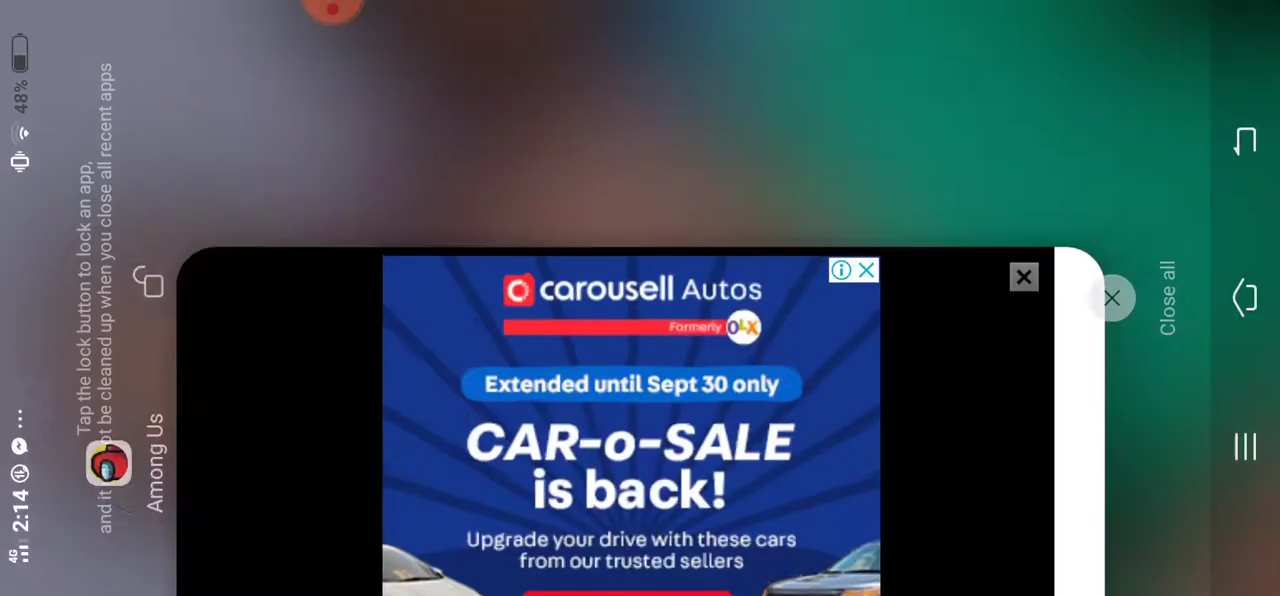 48%
2:14
4G
Tap the lock button to lock an app,
and it not be cleaned up when you close all recent apps
Among Us
carousell Autos
Formerly OLX
Extended until Sept 30 only
CAR-o-SALE
is back!
Upgrade your drive with these cars
from our trusted sellers
Close all